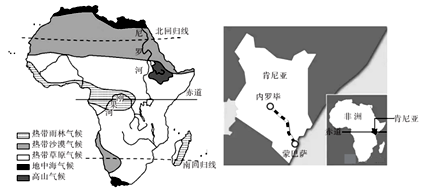 北回归线
尼
罗
河
赤道
刚
果
河
南回归线
热带雨林气候
热带沙漠气候
热带草原气候
地中海气候
高山气候
肯尼亚
内罗毕
蒙巴萨
非洲
赤道
肯尼亚